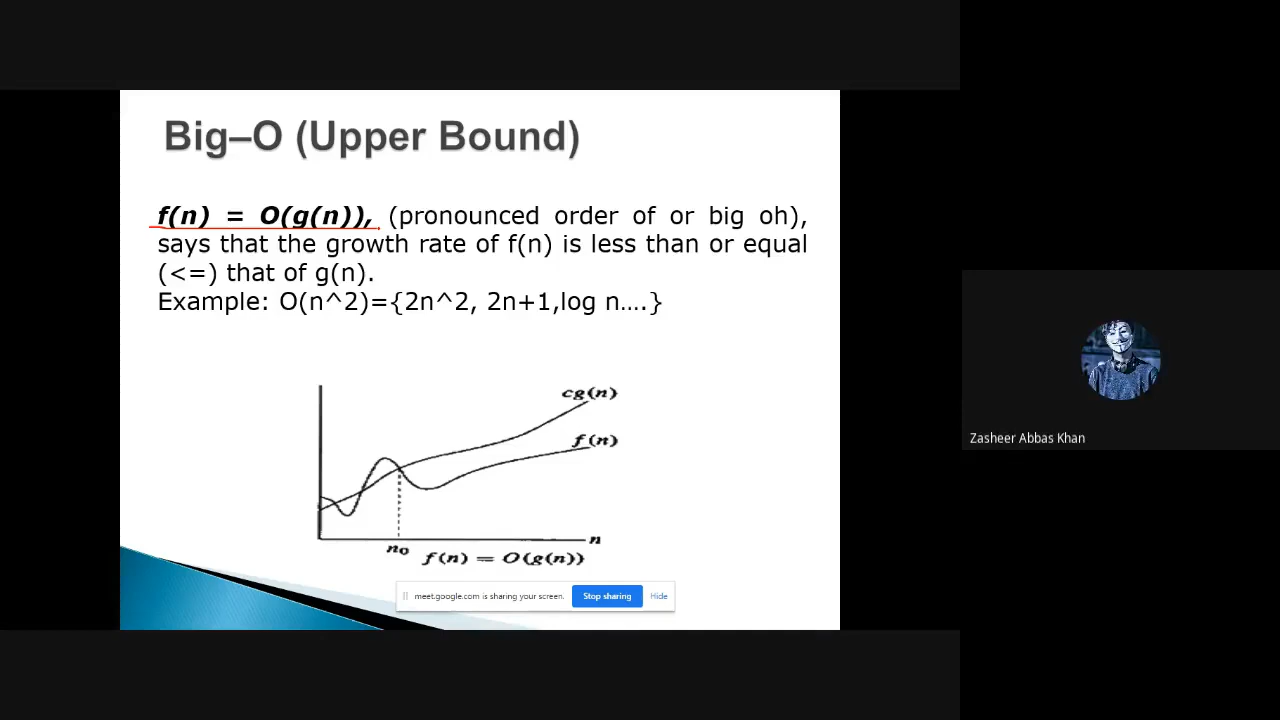 Big–O (Upper Bound)
f(n) = O(g(n)), (pronounced order of or big oh),
says that the growth rate of f(n) is less than or equal
(<=) that of g(n).
Example: O(n^2)={2n^2, 2n+1,log n....}
cg(n)
f(n)
n
n0
f(n) = O(g(n))
meet.google.com is sharing your screen. Stop sharing Hide
Zasheer Abbas Khan